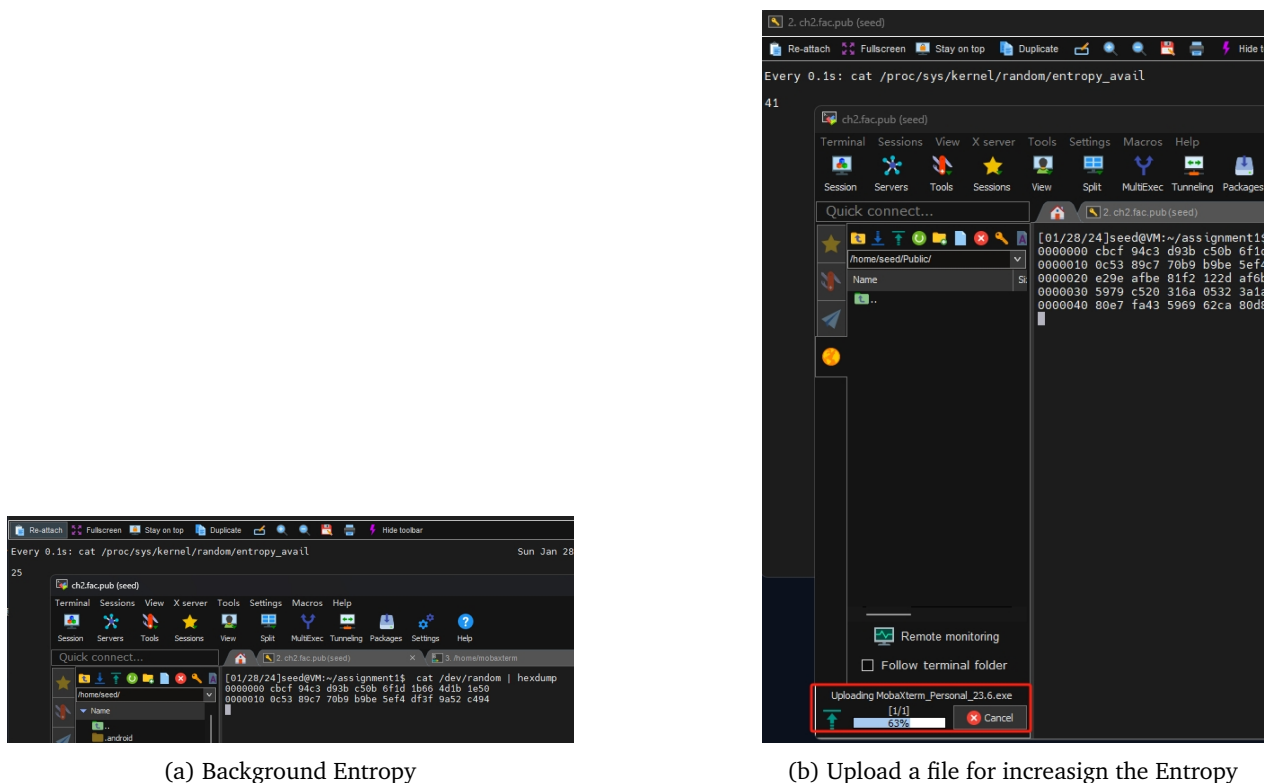 Re-attach Fullscreen Stay on top Duplicate Hide toolbar
Every 0.1s: cat /proc/sys/kernel/random/entropy_avail Sun Jan 28
25
ch2.fac.pub (seed)
Terminal Sessions View X server Tools Settings Macros Help
Session Servers Tools Sessions View Split MultiExec Tunneling Packages Settings Help
Quick connect... 2. ch2.fac.pub(seed) 3. /home/mobaxterm
/home/seed/
Name
..
.android
[01/28/24]seed@VM:~/assignment1$ cat /dev/random | hexdump
0000000 cbcf 94c3 d93b c50b 6f1d 1b66 4d1b 1e50
0000010 0c53 89c7 70b9 b9be 5ef4 df3f 9a52 c494
(a) Background Entropy
2. ch2.fac.pub (seed)
Re-attach Fullscreen Stay on top Duplicate Hide t
Every 0.1s: cat /proc/sys/kernel/random/entropy_avail
41
ch2.fac.pub (seed)
Terminal Sessions View X server Tools Settings Macros Help
Session Servers Tools Sessions View Split MultiExec Tunneling Packages
Quick connect... 2. ch2.fac.pub(seed)
/home/seed/Public/
Name Si
..
[01/28/24]seed@VM:~/assignment1$
0000000 cbcf 94c3 d93b c50b 6f1d
0000010 0c53 89c7 70b9 b9be 5ef4
0000020 e29e afbe 81f2 122d af6b
0000030 5979 c520 316a 0532 3a1a
0000040 80e7 fa43 5969 62ca 80d8
Remote monitoring
Follow terminal folder
Uploading MobaXterm_Personal_23.6.exe
[1/1]
63% Cancel
(b) Upload a file for increasign the Entropy